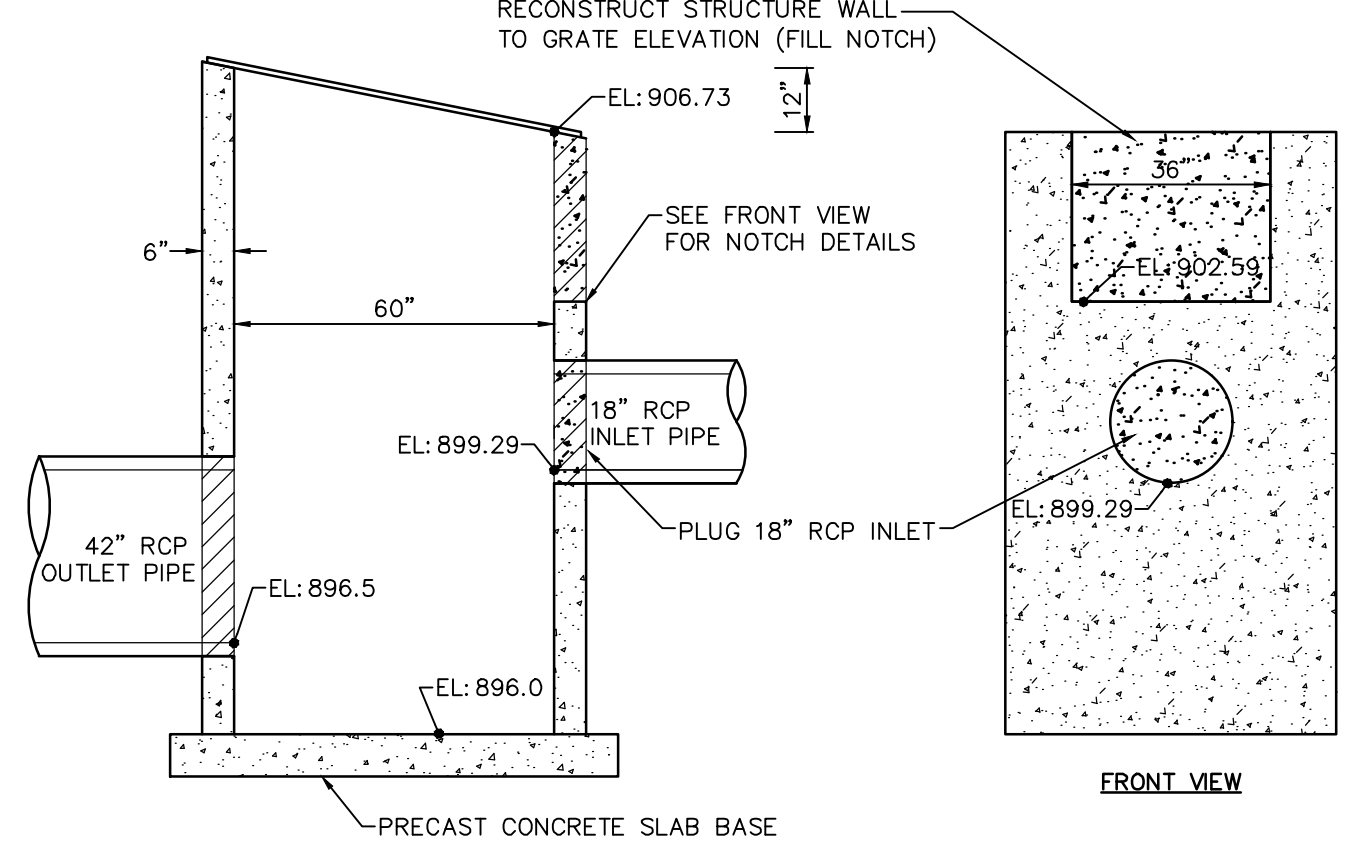 RECONSTRUCT STRUCTURE WALL
TO GRATE ELEVATION (FILL NOTCH)
EL: 906.73
12"
36"
SEE FRONT VIEW
FOR NOTCH DETAILS
6"
EL: 902.59
60"
18" RCP
INLET PIPE
EL: 899.29
EL: 899.29
PLUG 18" RCP INLET
42" RCP
OUTLET PIPE
EL: 896.5
EL: 896.0
FRONT VIEW
PRECAST CONCRETE SLAB BASE